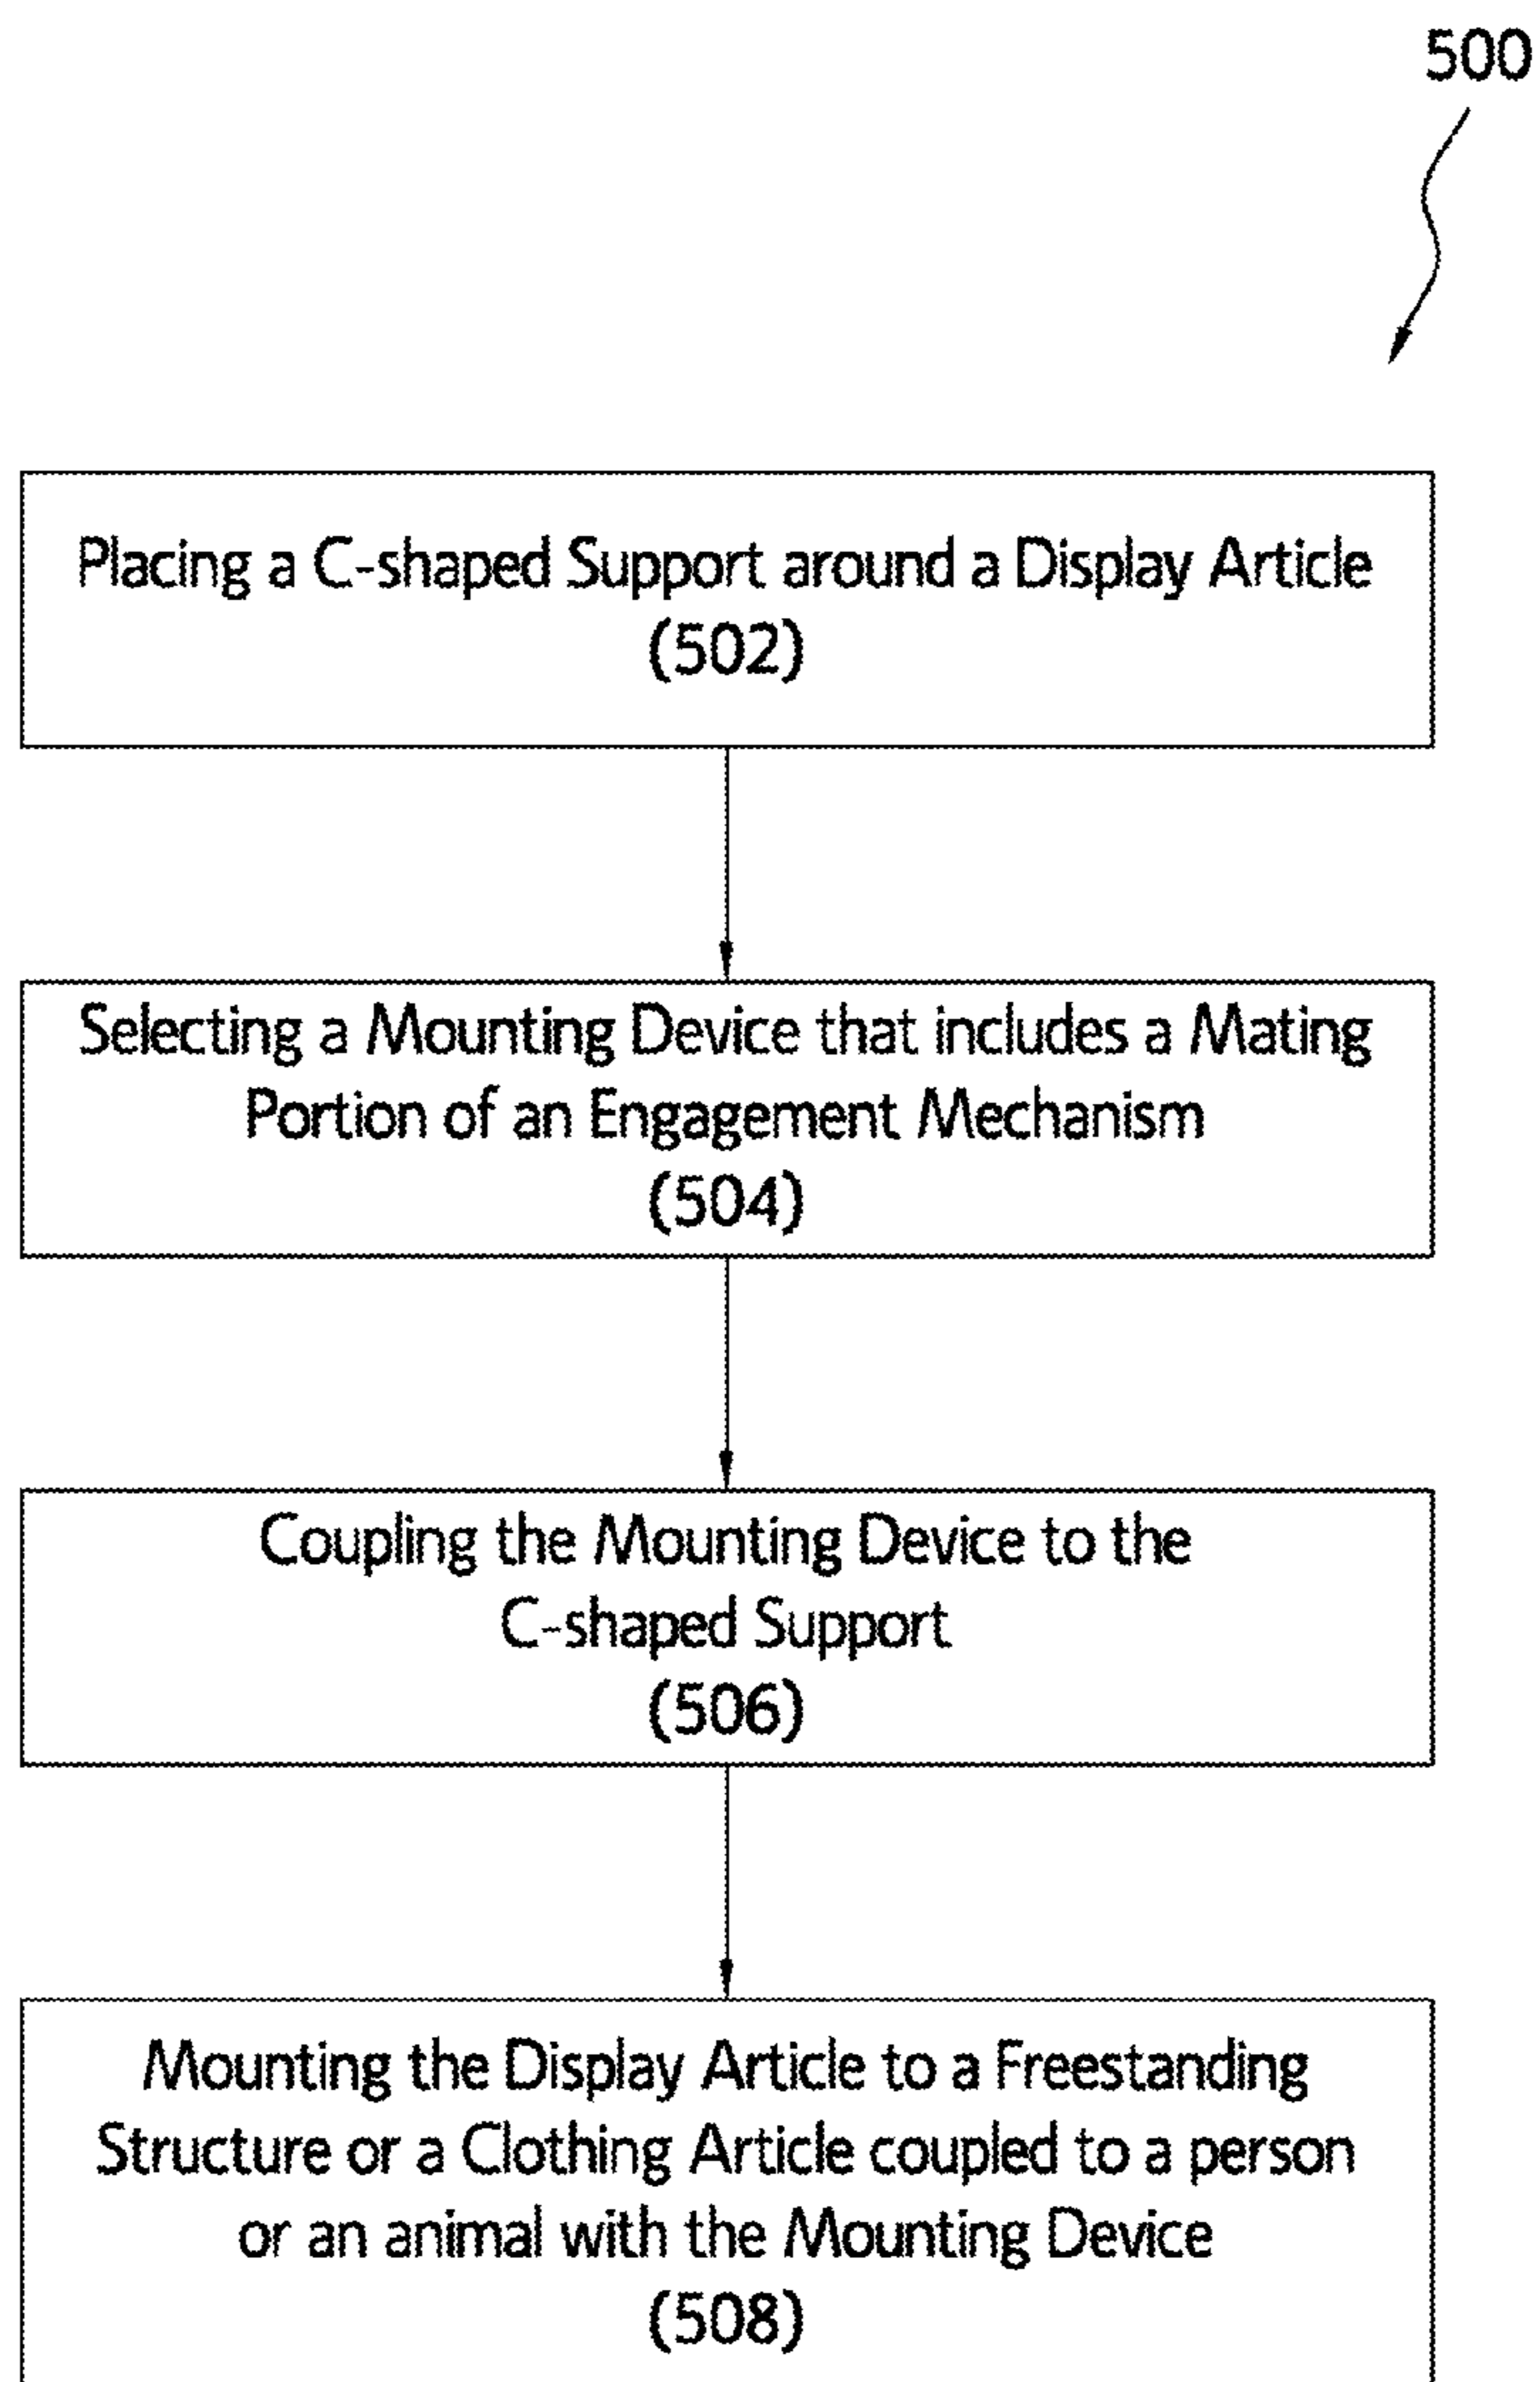 500
Placing a C-shaped Support around a Display Article
(502)
Selecting a Mounting Device that includes a Mating
Portion of an Engagement Mechanism
(504)
Coupling the Mounting Device to the
C-shaped Support
(506)
Mounting the Display Article to a Freestanding
Structure or a Clothing Article coupled to a person
or an animal with the Mounting Device
(508)